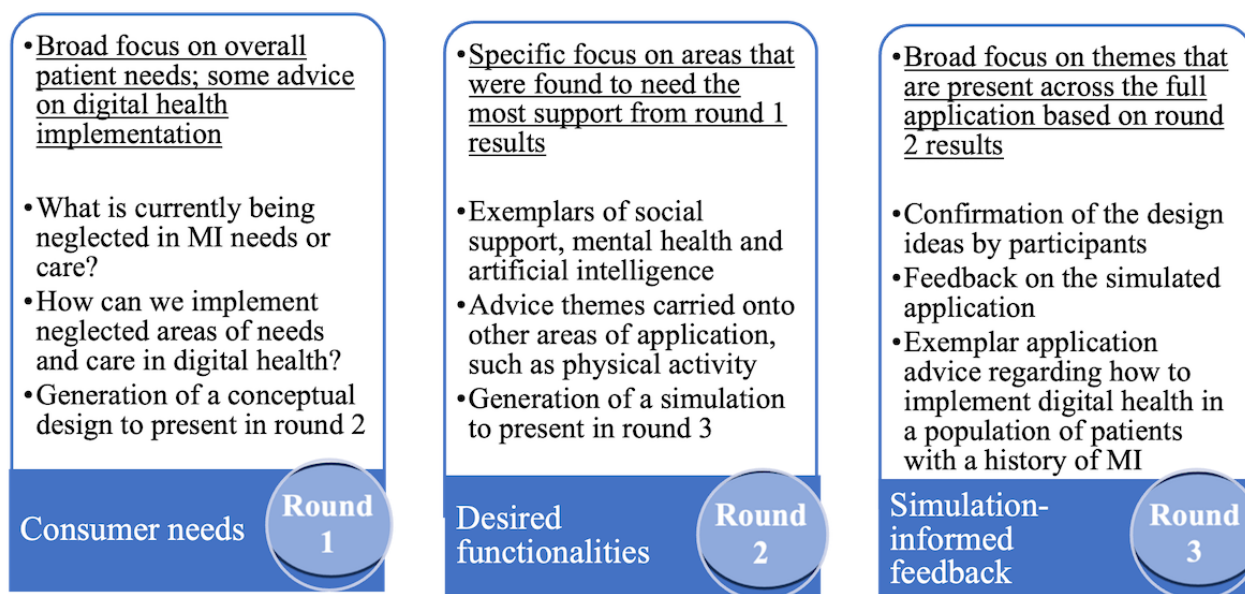 •Broad focus on overall
patient needs; some advice
on digital health
implementation
•What is currently being
neglected in MI needs or
care?
•How can we implement
neglected areas of needs
and care in digital health?
•Generation of a conceptual
design to present in round 2
Consumer needs
Round
1
•Specific focus on areas that
were found to need the
most support from round 1
results
•Exemplars of social
support, mental health and
artificial intelligence
•Advice themes carried onto
other areas of application,
such as physical activity
•Generation of a simulation
to present in round 3
Desired
functionalities
Round
2
•Broad focus on themes that
are present across the full
application based on round
2 results
•Confirmation of the design
ideas by participants
•Feedback on the simulated
application
•Exemplar application
advice regarding how to
implement digital health in
a population of patients
with a history of MI
Simulation-
informed
feedback
Round
3